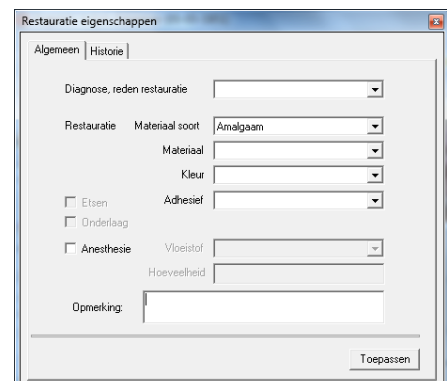 Restauratie eigenschappen
Algemeen Historie
Diagnose, reden restauratie
Restauratie Materiaal soort Amalgaam
Materiaal
Kleur
Etsen Adhesief
Onderlaag
Anesthesie Vloeistof
Hoeveelheid
Opmerking:
Toepassen